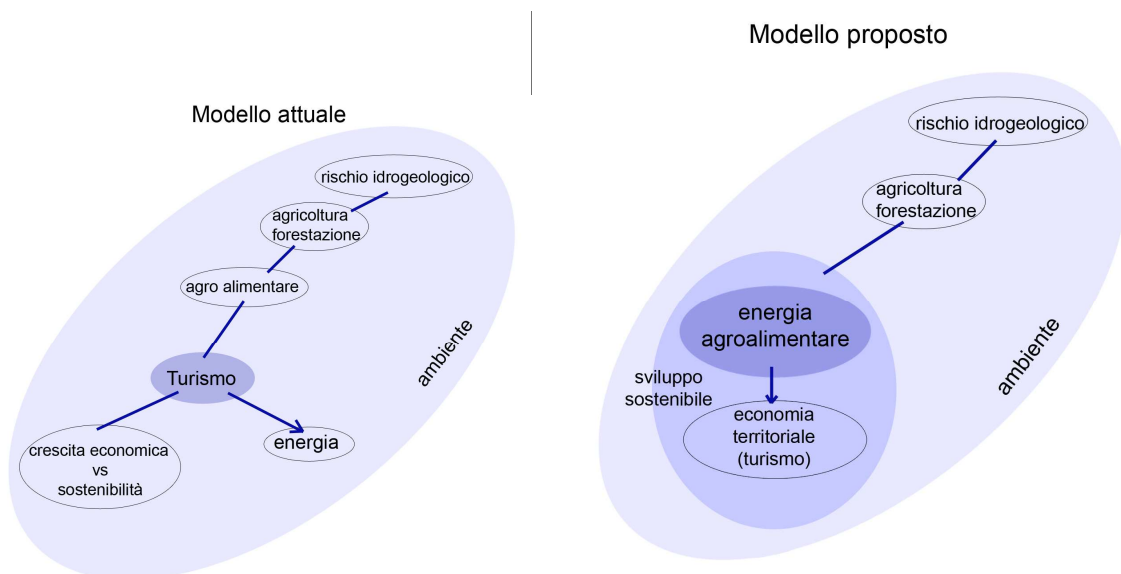 Modello attuale
rischio idrogeologico
agricoltura
forestazione
agro alimentare
ambiente
Turismo
crescita economica
vs
sostenibilità
energia
Modello proposto
rischio idrogeologico
agricoltura
forestazione
energia
agroalimentare
ambiente
sviluppo
sostenibile
economia
territoriale
(turismo)